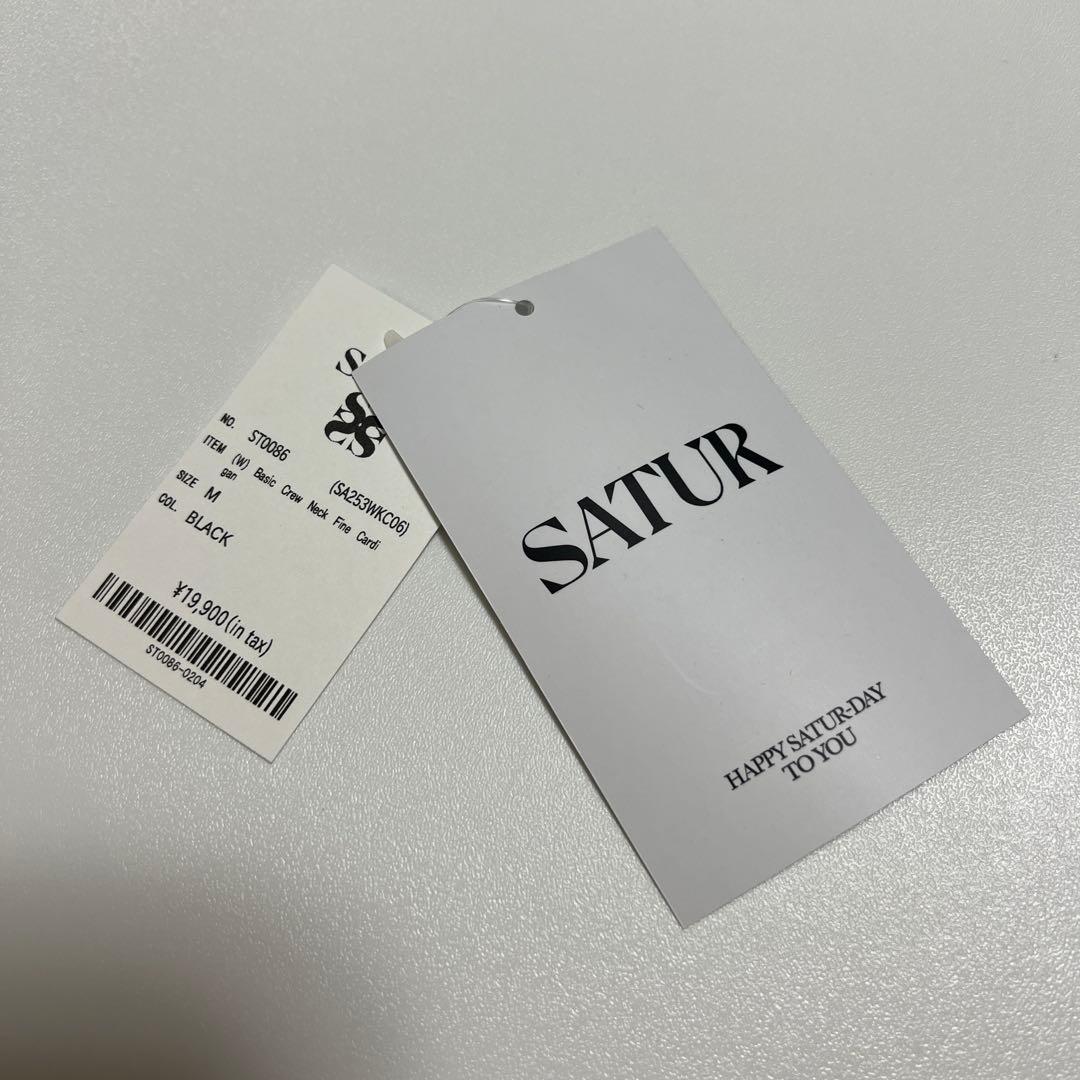 NO. ST0086 (SA253WKC06)
ITEM (W) Basic Crew Neck Fine Cardi
gan
SIZE M
COL. BLACK
¥19,900(in tax)
ST0086-0204
SATUR
HAPPY SATUR-DAY
TO YOU